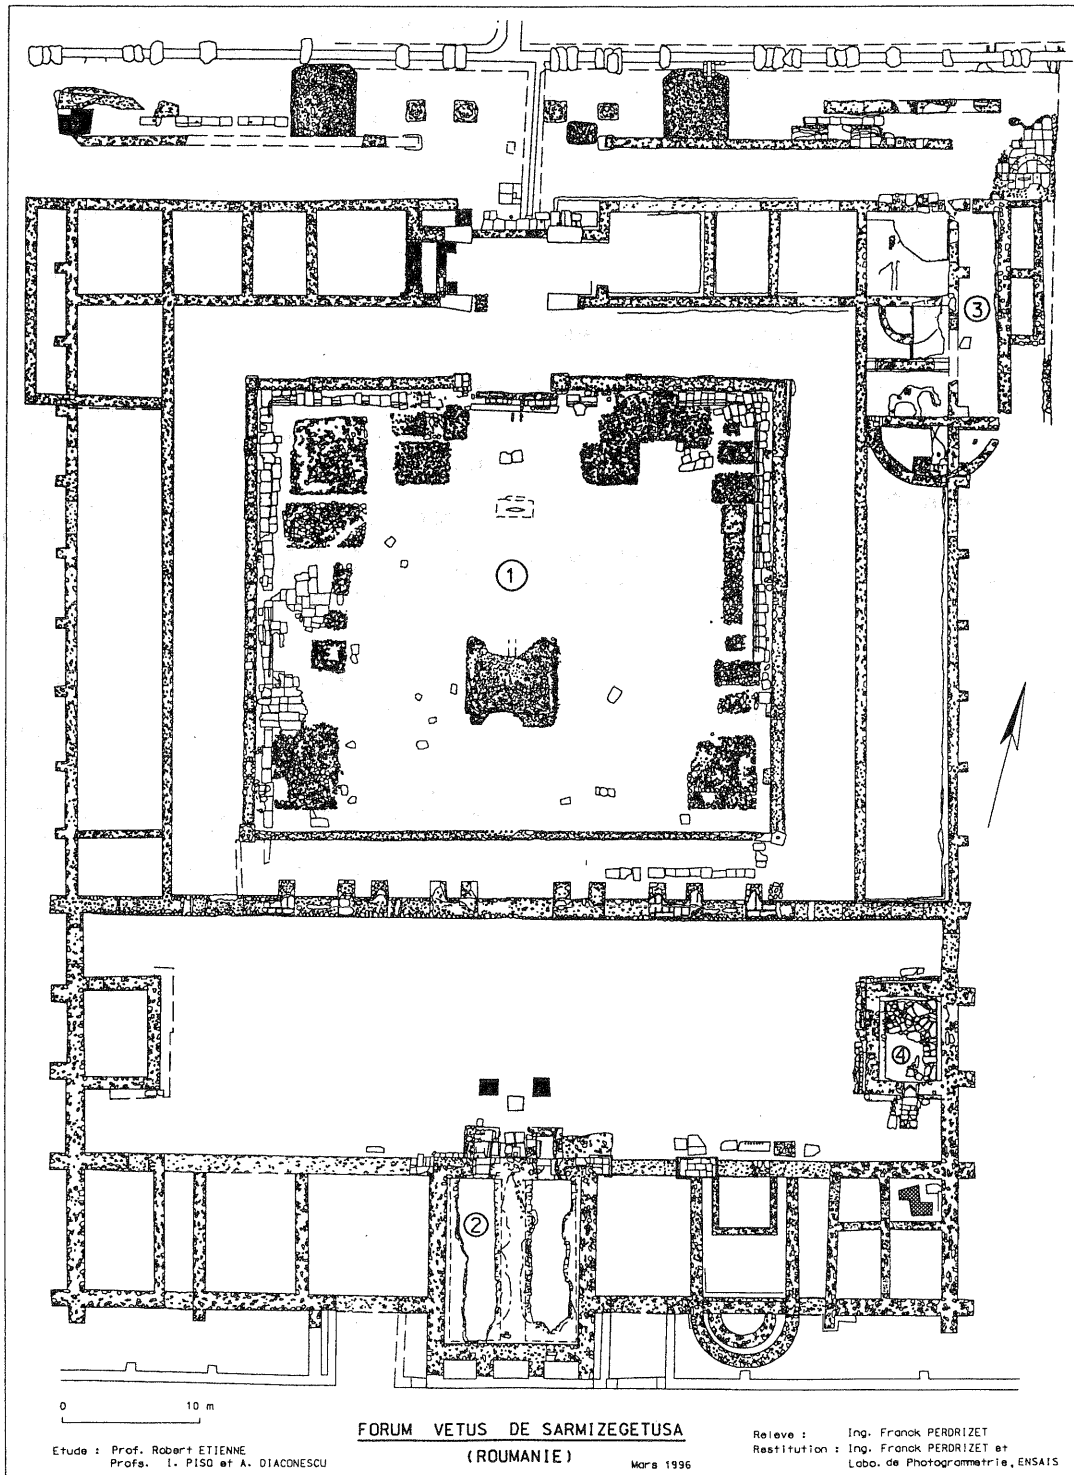 3
1
4
2
0 10 m
FORUM VETUS DE SARMIZEGETUSA
(ROUMANIE)
Mars 1996
Etude : Prof. Robert ETIENNE
Profs. I. PISO et A. DIACONESCU
Releve : Ing. Franck PERDRIZET
Restitution : Ing. Franck PERDRIZET et
Labo. de Photogrammetrie, ENSAIS